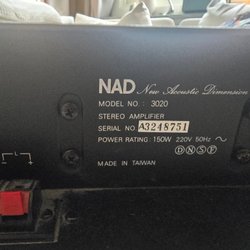 NAD New Acoustic Dimension
MODEL NO.: 3020
STEREO AMPLIFIER
SERIAL NO. A3248751
POWER RATING: 150W 220V 50Hz ~
D N S F
MADE IN TAIWAN
L